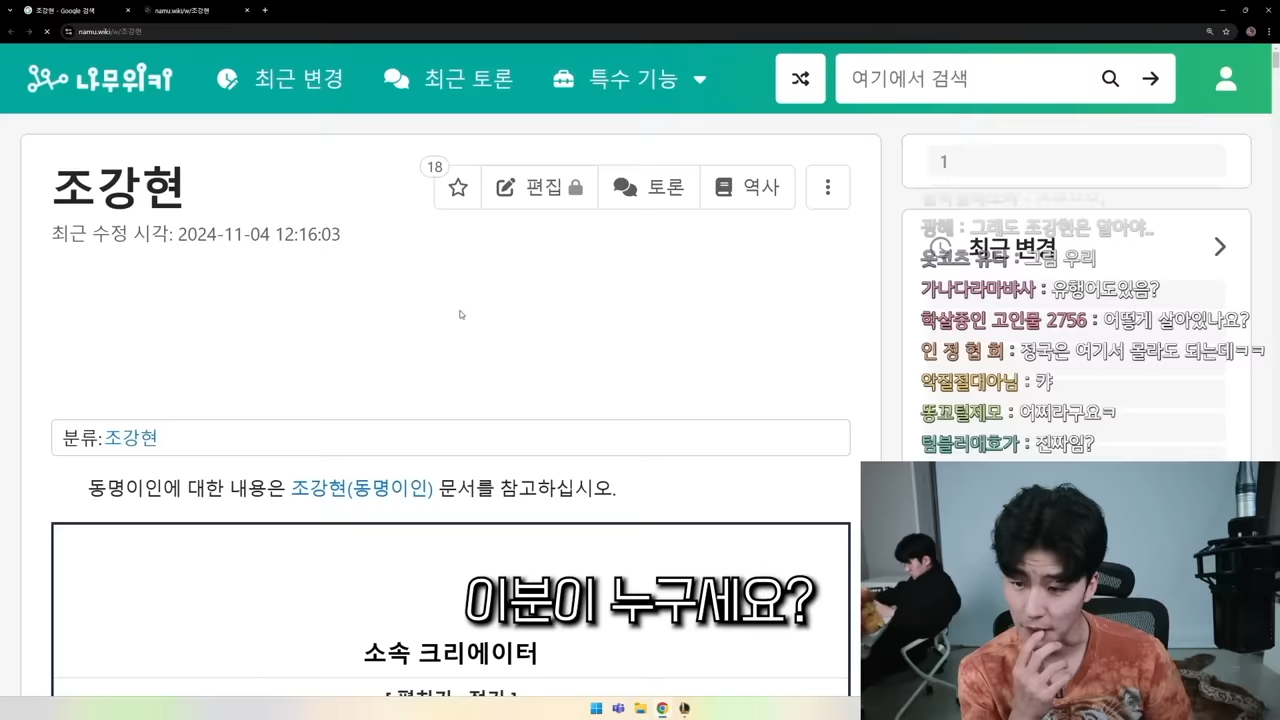 조강현 - Google 검색
namu.wiki/w/조강현
namu.wiki/w/조강현
나무위키
최근 변경
최근 토론
특수 기능
여기에서 검색
조강현
18
편집
토론
역사
최근 수정 시각: 2024-11-04 12:16:03
1
최근 변경
광해 : 그래도 조강현은 알아야..
옷코츠 유타 : 그럼 우리
가나다라마뱌사 : 유행이도있음?
학살중인 고인물 2756 : 어떻게 살아있나요?
인 정 협 회 : 정국은 여기서 몰라도 되는데ㅋㅋ
악질절대아님 : 캬
똥꼬털제모 : 어쩌라구요ㅋ
텀블러애호가 : 진짜임?
분류: 조강현
동명이인에 대한 내용은 조강현(동명이인) 문서를 참고하십시오.
이분이 누구세요?
소속 크리에이터